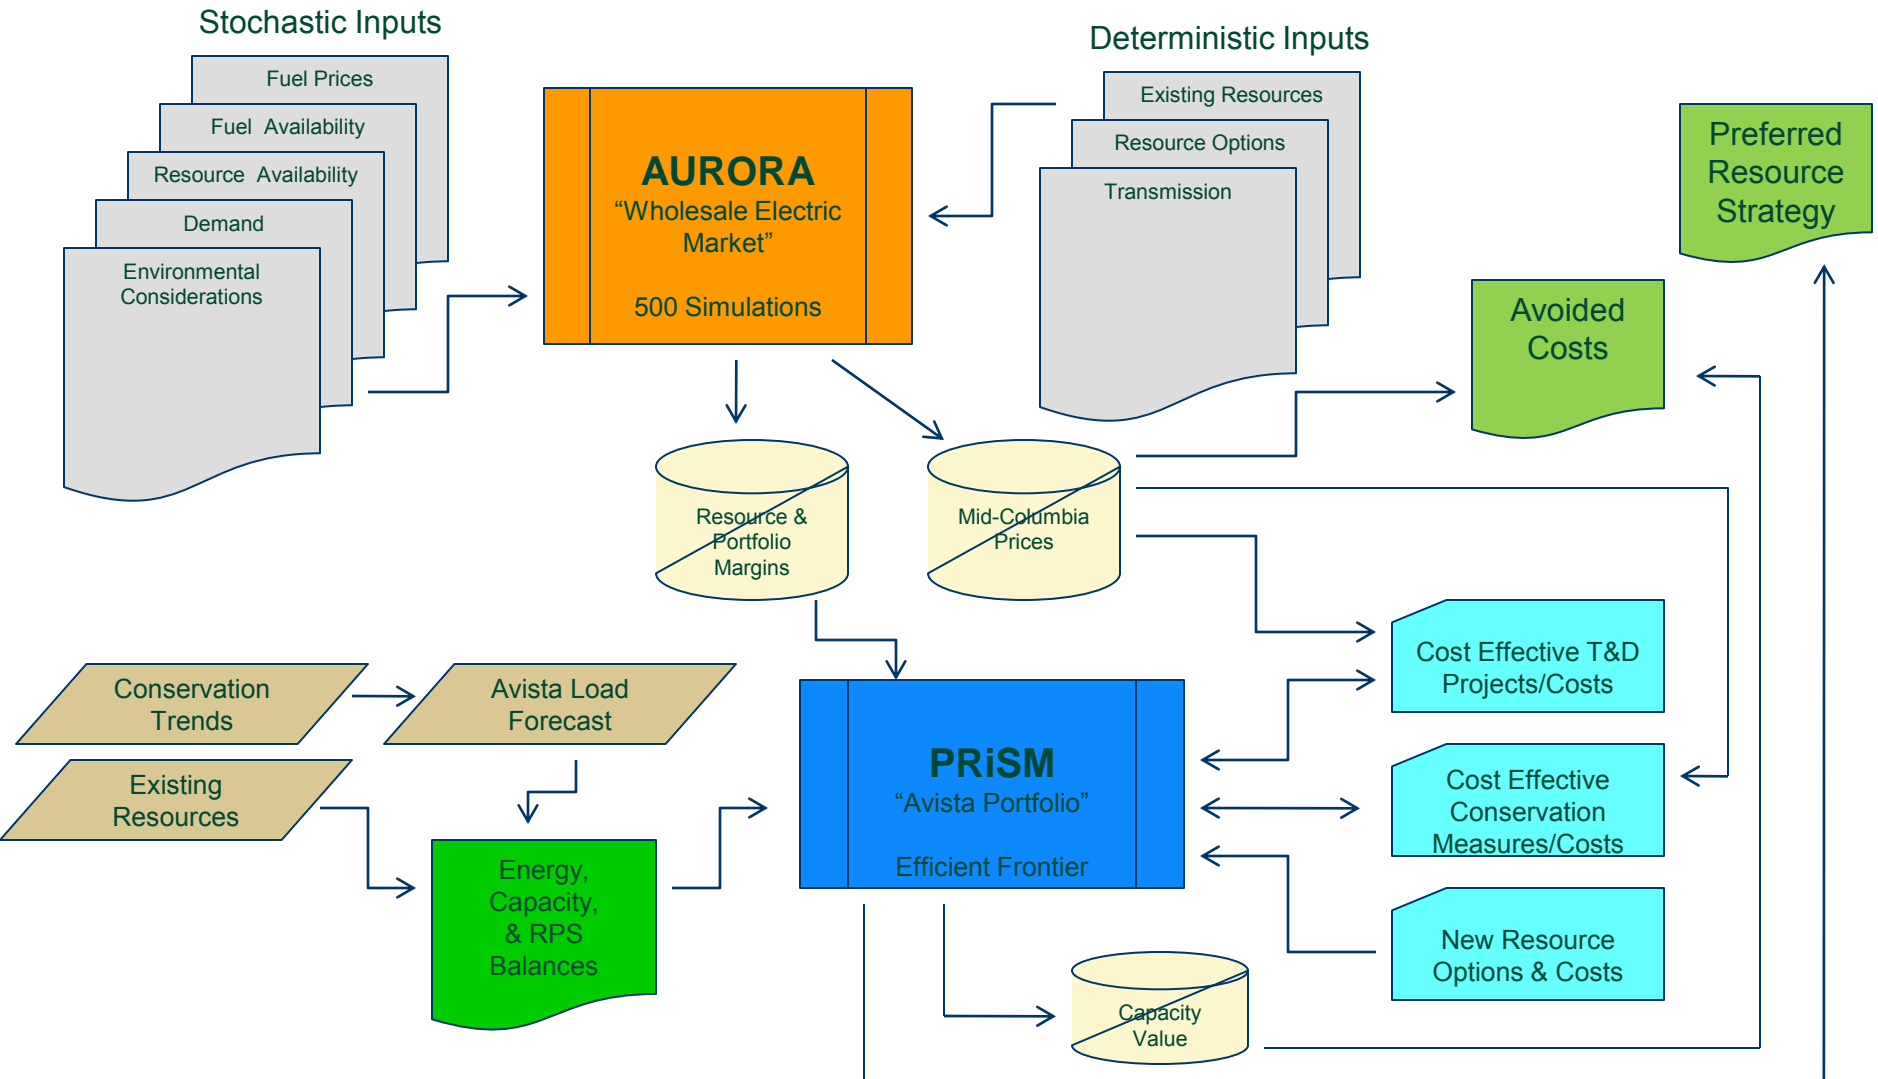 Stochastic Inputs
Deterministic Inputs
Fuel Prices
Fuel Availability
Resource Availability
Demand
Environmental
Considerations
AURORA
“Wholesale Electric
Market”
500 Simulations
Existing Resources
Resource Options
Transmission
Preferred
Resource
Strategy
Avoided
Costs
Resource &
Portfolio
Margins
Mid-Columbia
Prices
Conservation
Trends
Avista Load
Forecast
Existing
Resources
Energy,
Capacity,
& RPS
Balances
PRiSM
“Avista Portfolio”
Efficient Frontier
Cost Effective T&D
Projects/Costs
Cost Effective
Conservation
Measures/Costs
New Resource
Options & Costs
Capacity
Value